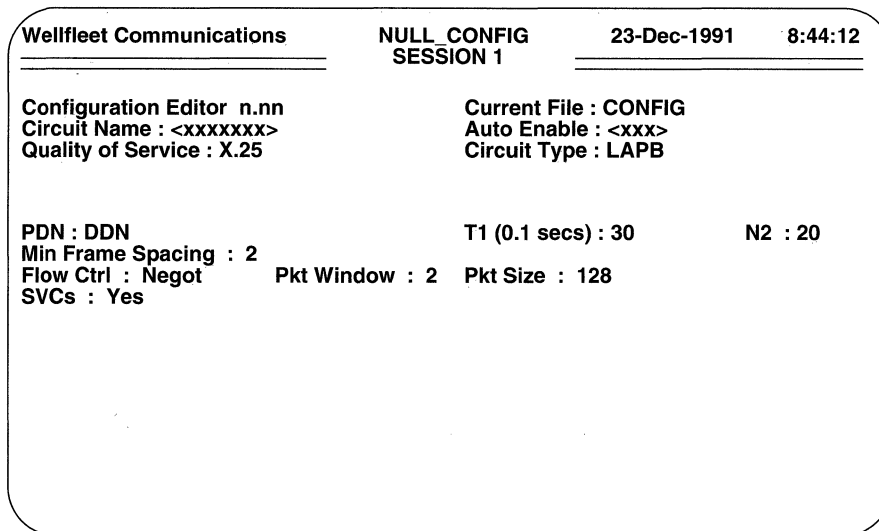 Wellfleet Communications NULL_CONFIG 23-Dec-1991 8:44:12
SESSION 1
Configuration Editor n.nn Current File : CONFIG
Circuit Name : <xxxxxxx> Auto Enable : <xxx>
Quality of Service : X.25 Circuit Type : LAPB
PDN : DDN T1 (0.1 secs) : 30 N2 : 20
Min Frame Spacing : 2
Flow Ctrl : Negot Pkt Window : 2 Pkt Size : 128
SVCs : Yes